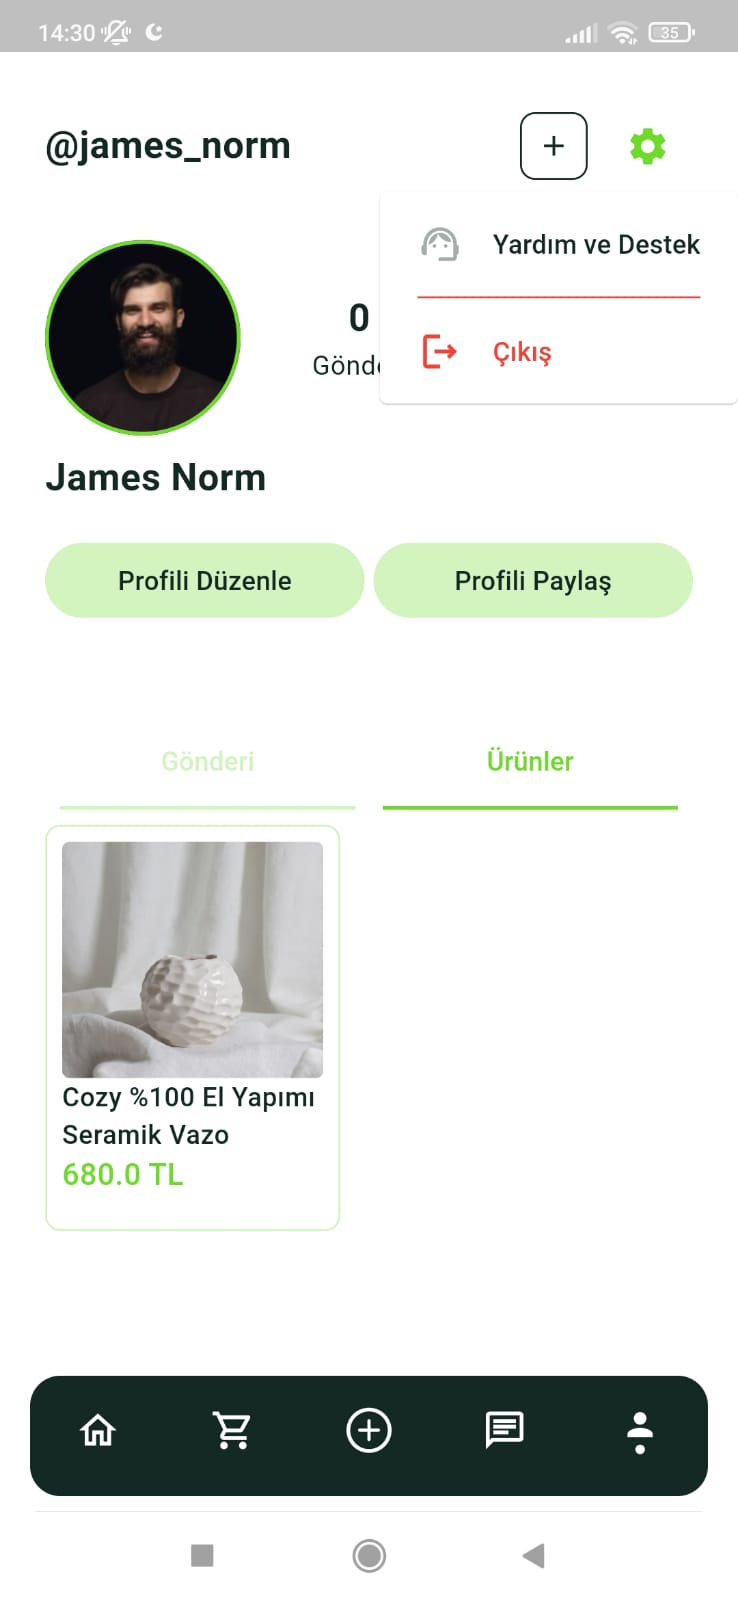 14:30
35
@james_norm
Yardım ve Destek
0
Çıkış
James Norm
Profili Düzenle
Profili Paylaş
Gönderi
Ürünler
Cozy %100 El Yapımı
Seramik Vazo
680.0 TL